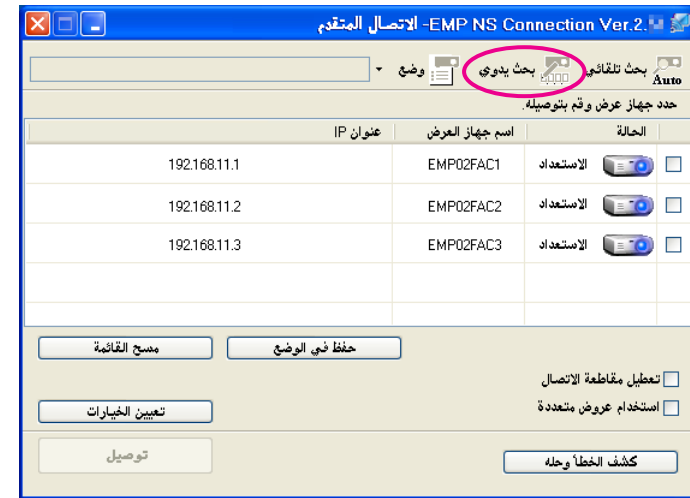 EMP NS Connection Ver.2.- الاتصال المتقدم
Auto بحث تلقائي بحث يدوي وضع
حدد جهاز عرض وقم بتوصيله.
الحالة اسم جهاز العرض عنوان IP
الاستعداد EMP02FAC1 192.168.11.1
الاستعداد EMP02FAC2 192.168.11.2
الاستعداد EMP02FAC3 192.168.11.3
حفظ في الوضع مسح القائمة
تعطيل مقاطعة الاتصال
استخدام عروض متعددة تعيين الخيارات
كشف الخطأ وحله توصيل